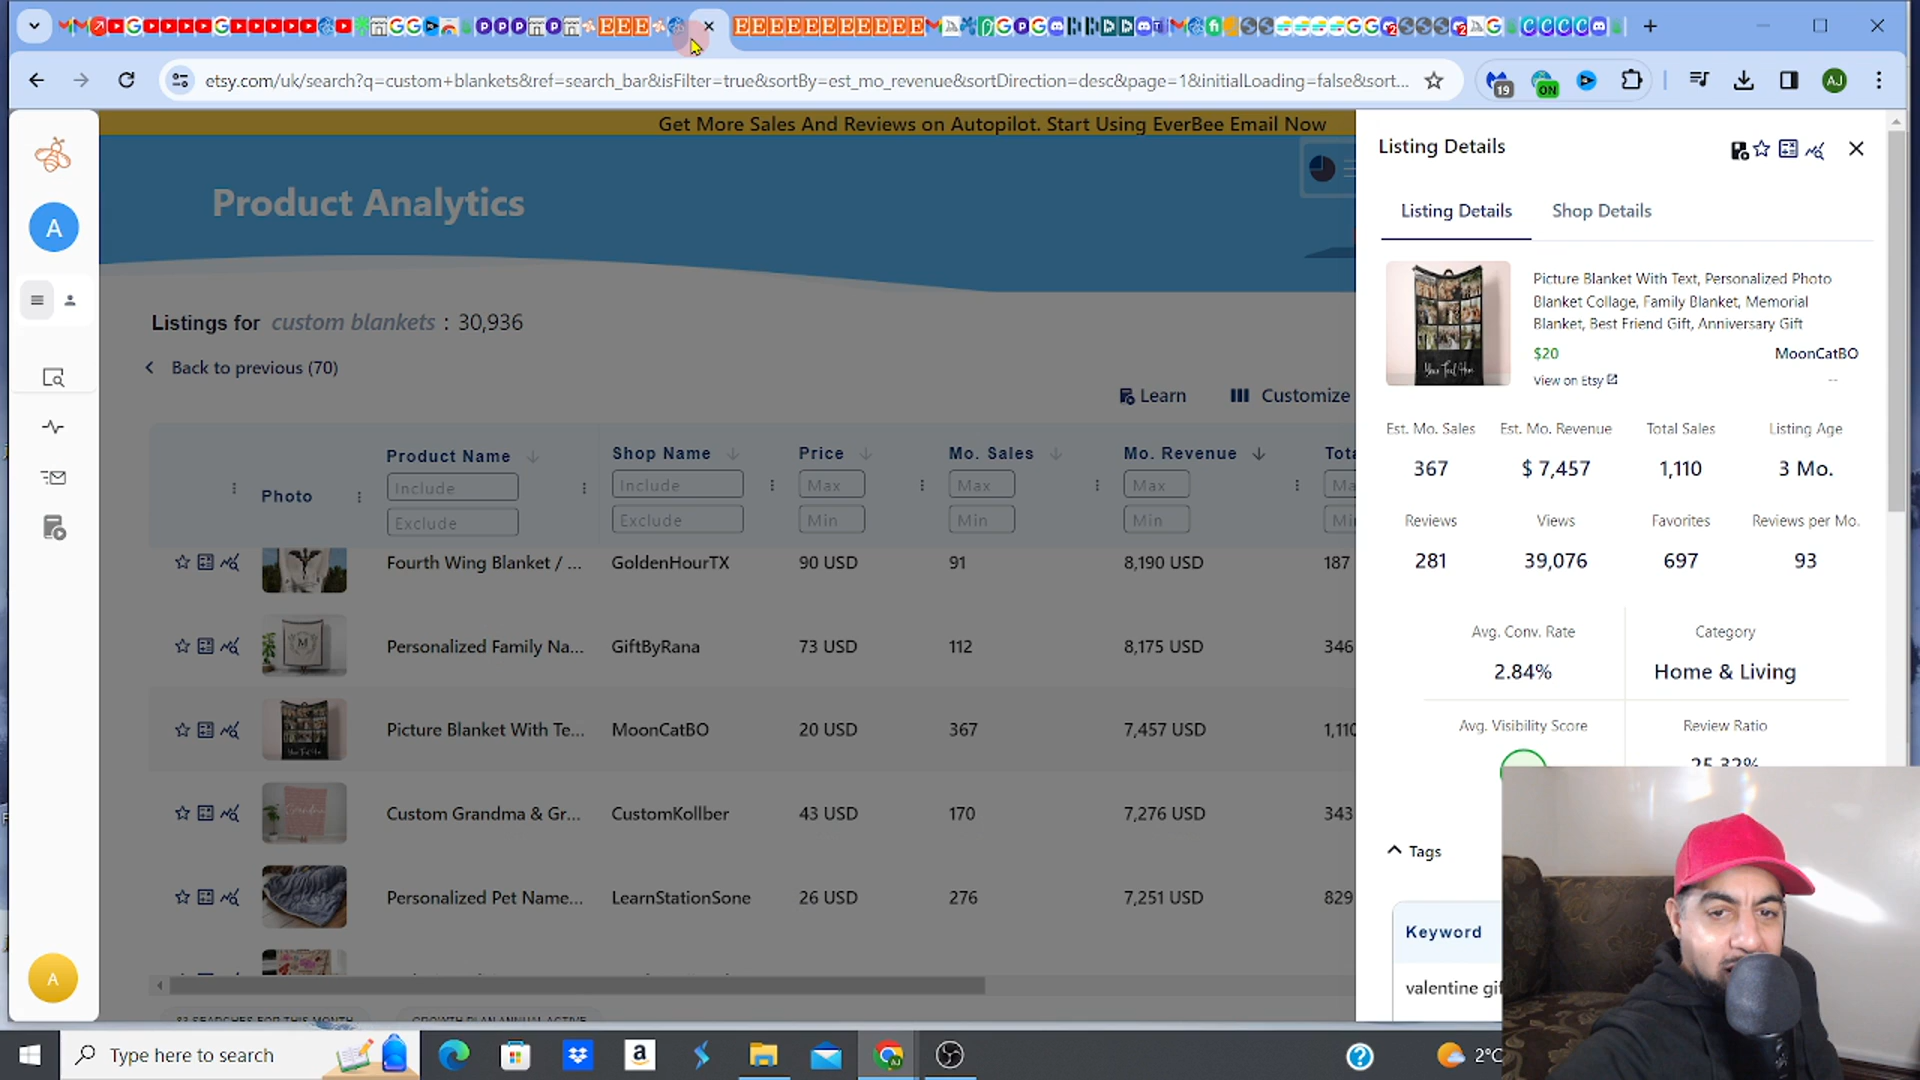 etsy.com/uk/search?q=custom+blankets&ref=search_bar&isFilter=true&sortBy=est_mo_revenue&sortDirection=desc&page=1&initialLoading=false&sort...
19
ON
AJ
Get More Sales And Reviews on Autopilot. Start Using EverBee Email Now
A
Product Analytics
Listings for custom blankets : 30,936
Back to previous (70)
Learn
Customize
Photo
Product Name
Include
Exclude
Shop Name
Include
Exclude
Price
Max
Min
Mo. Sales
Max
Min
Mo. Revenue
Max
Min
Fourth Wing Blanket / ... GoldenHourTX 90 USD 91 8,190 USD 187
Personalized Family Na... GiftByRana 73 USD 112 8,175 USD 346
Picture Blanket With Te... MoonCatBO 20 USD 367 7,457 USD 1,110
Custom Grandma & Gr... CustomKollber 43 USD 170 7,276 USD 343
Personalized Pet Name... LearnStationSone 26 USD 276 7,251 USD 829
A
Listing Details
Listing Details
Shop Details
Picture Blanket With Text, Personalized Photo
Blanket Collage, Family Blanket, Memorial
Blanket, Best Friend Gift, Anniversary Gift
$20
MoonCatBO
View on Etsy
--
Est. Mo. Sales Est. Mo. Revenue Total Sales Listing Age
367 $ 7,457 1,110 3 Mo.
Reviews Views Favorites Reviews per Mo.
281 39,076 697 93
Avg. Conv. Rate Category
2.84% Home & Living
Avg. Visibility Score Review Ratio
25.32%
Tags
Keyword
valentine
Type here to search
2°C